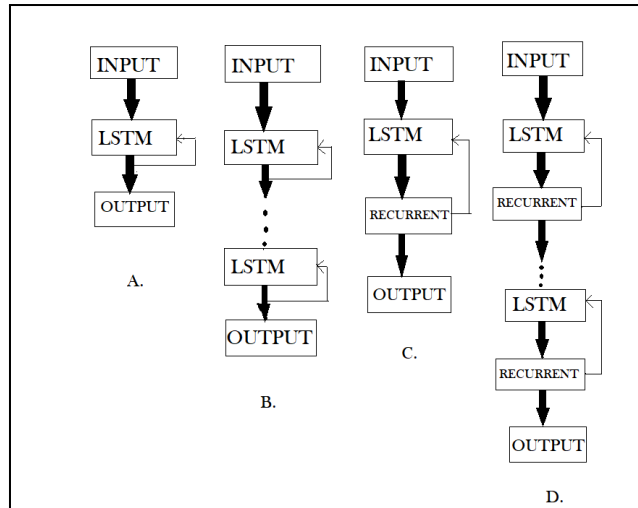 INPUT
LSTM
OUTPUT
A.
INPUT
LSTM
LSTM
OUTPUT
B.
INPUT
LSTM
RECURRENT
OUTPUT
C.
INPUT
LSTM
RECURRENT
LSTM
RECURRENT
OUTPUT
D.